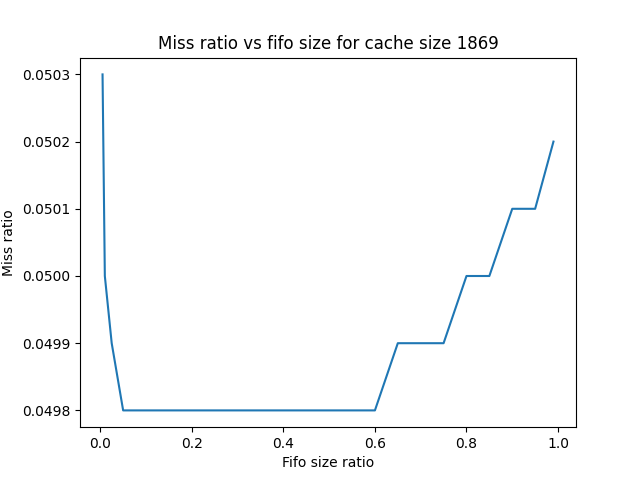 Miss ratio vs fifo size for cache size 1869
Miss ratio
0.0503
0.0502
0.0501
0.0500
0.0499
0.0498
0.0 0.2 0.4 0.6 0.8 1.0
Fifo size ratio